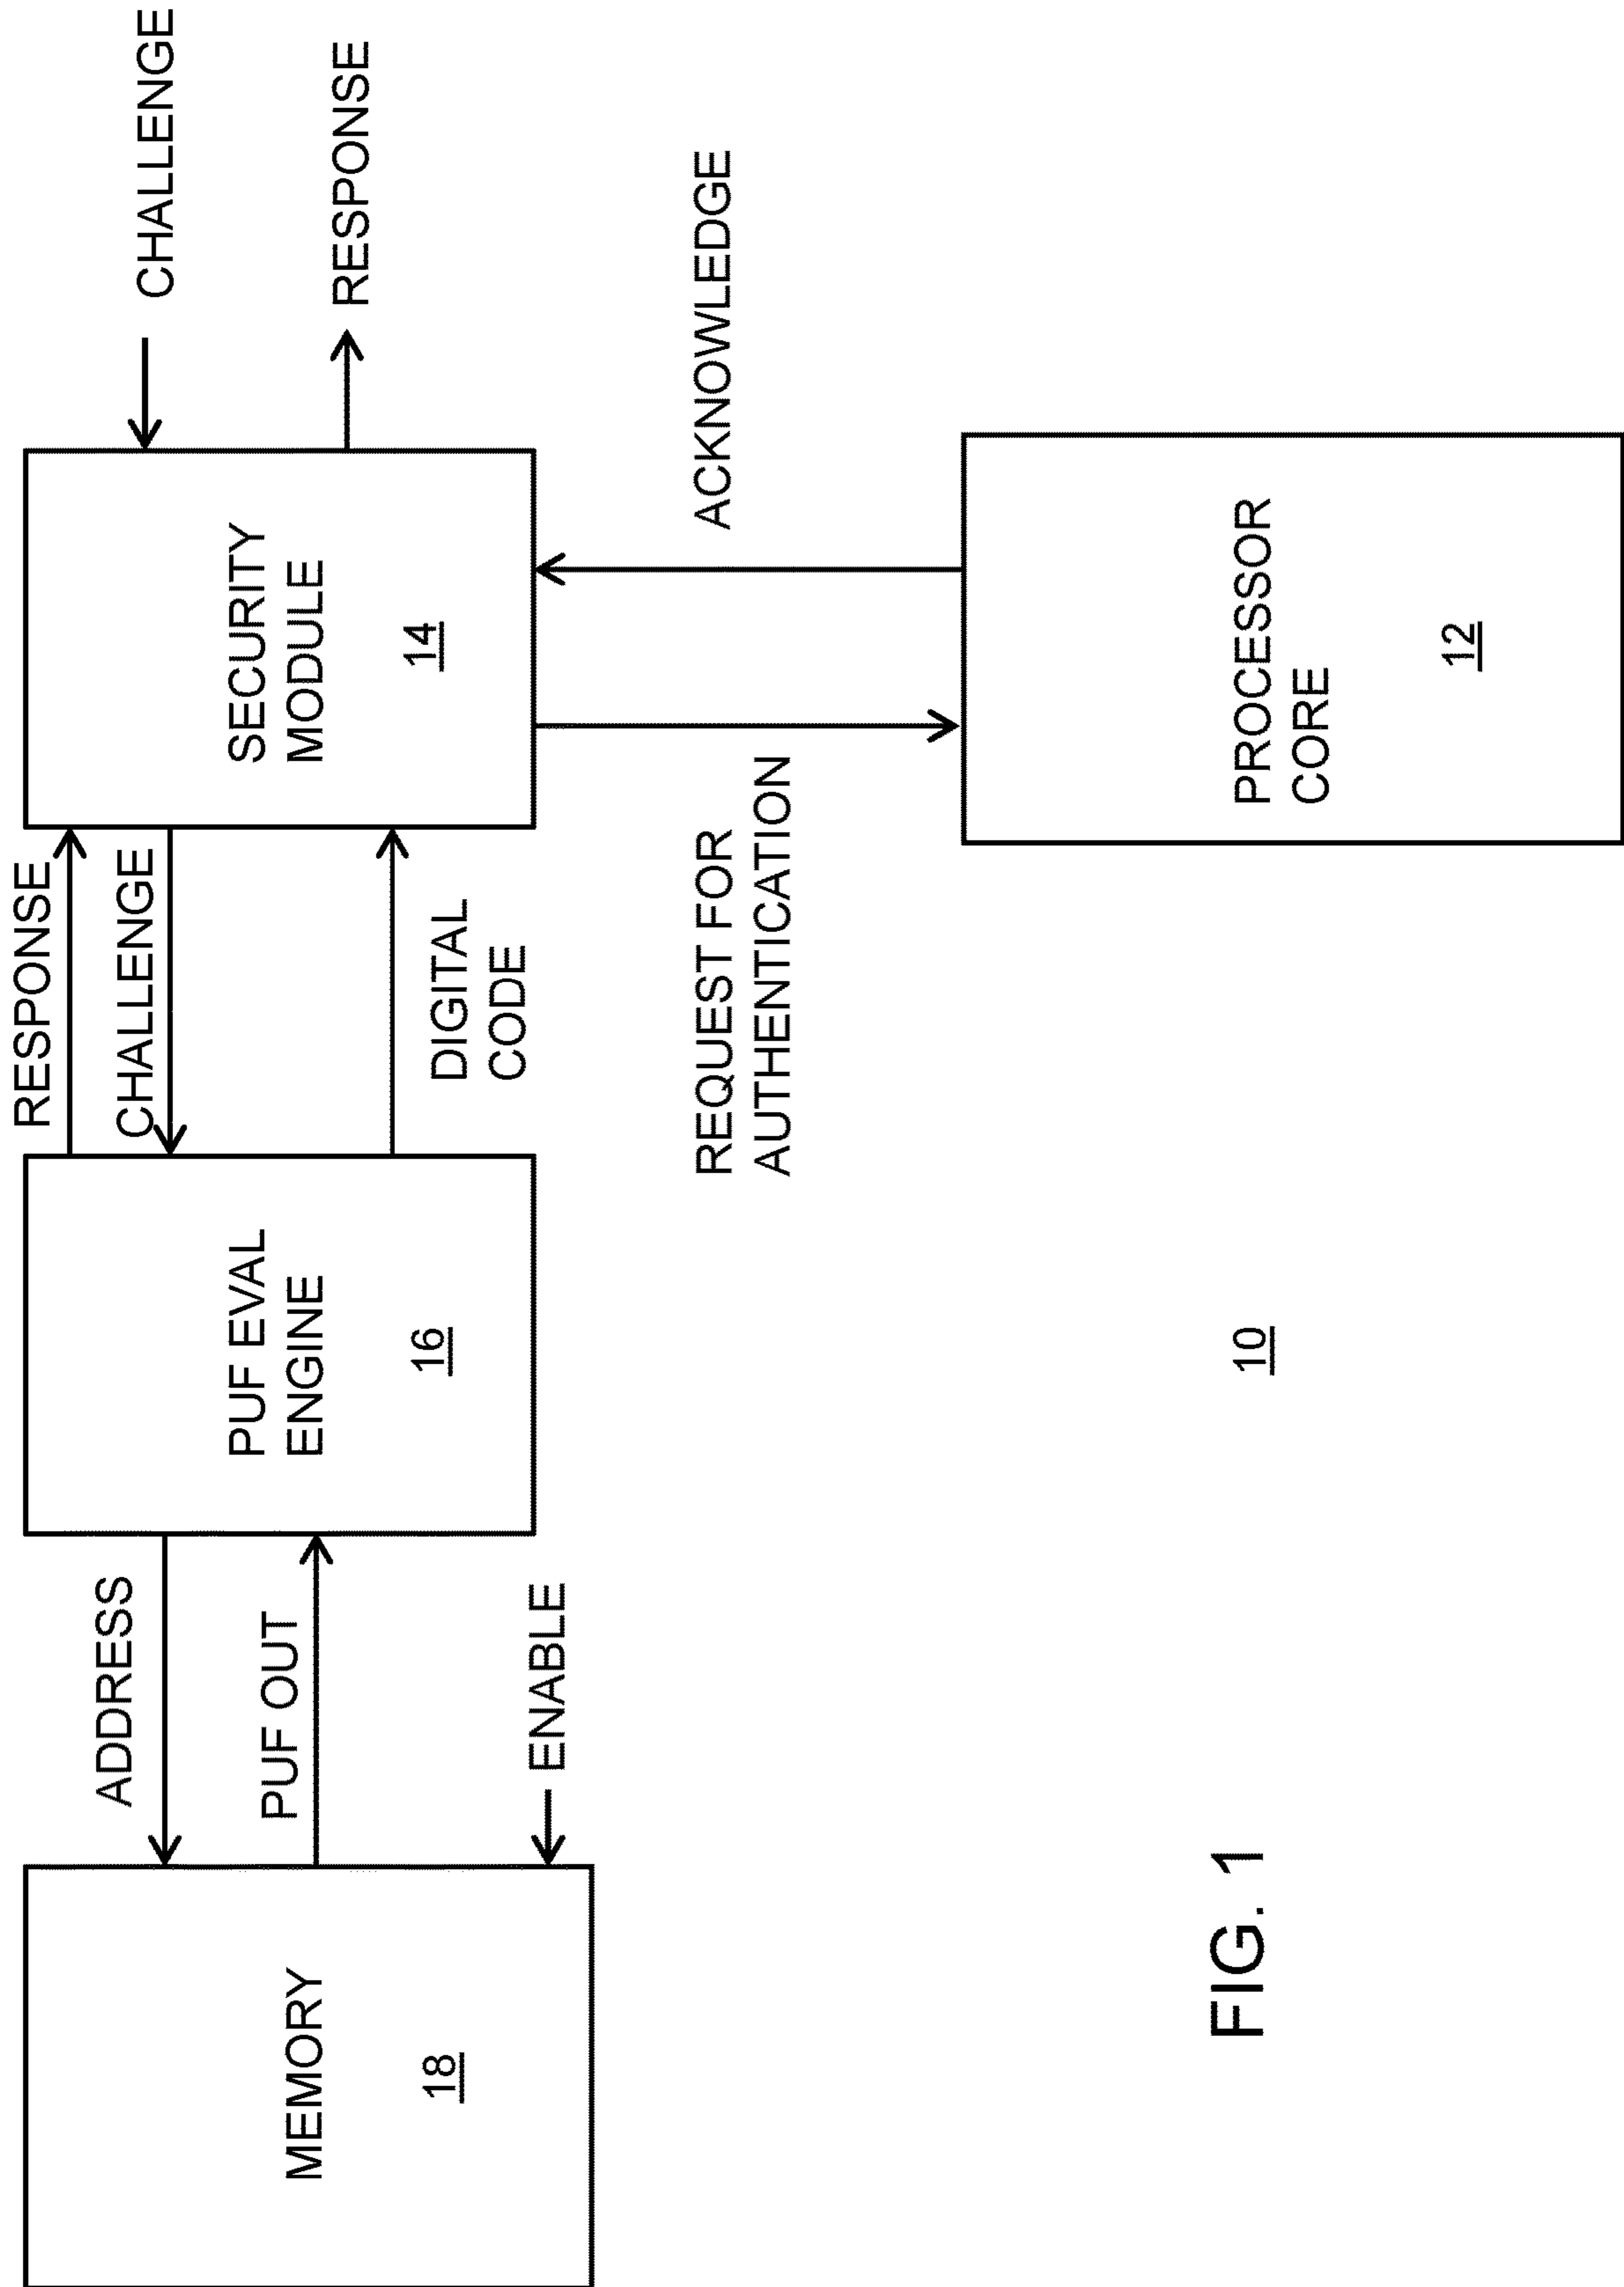 RESPONSE
CHALLENGE
CHALLENGE
RESPONSE
ADDRESS
PUF OUT
ENABLE
MEMORY
18
PUF EVAL
ENGINE
16
DIGITAL
CODE
SECURITY
MODULE
14
REQUEST FOR
AUTHENTICATION
ACKNOWLEDGE
PROCESSOR
CORE
12
10
FIG. 1